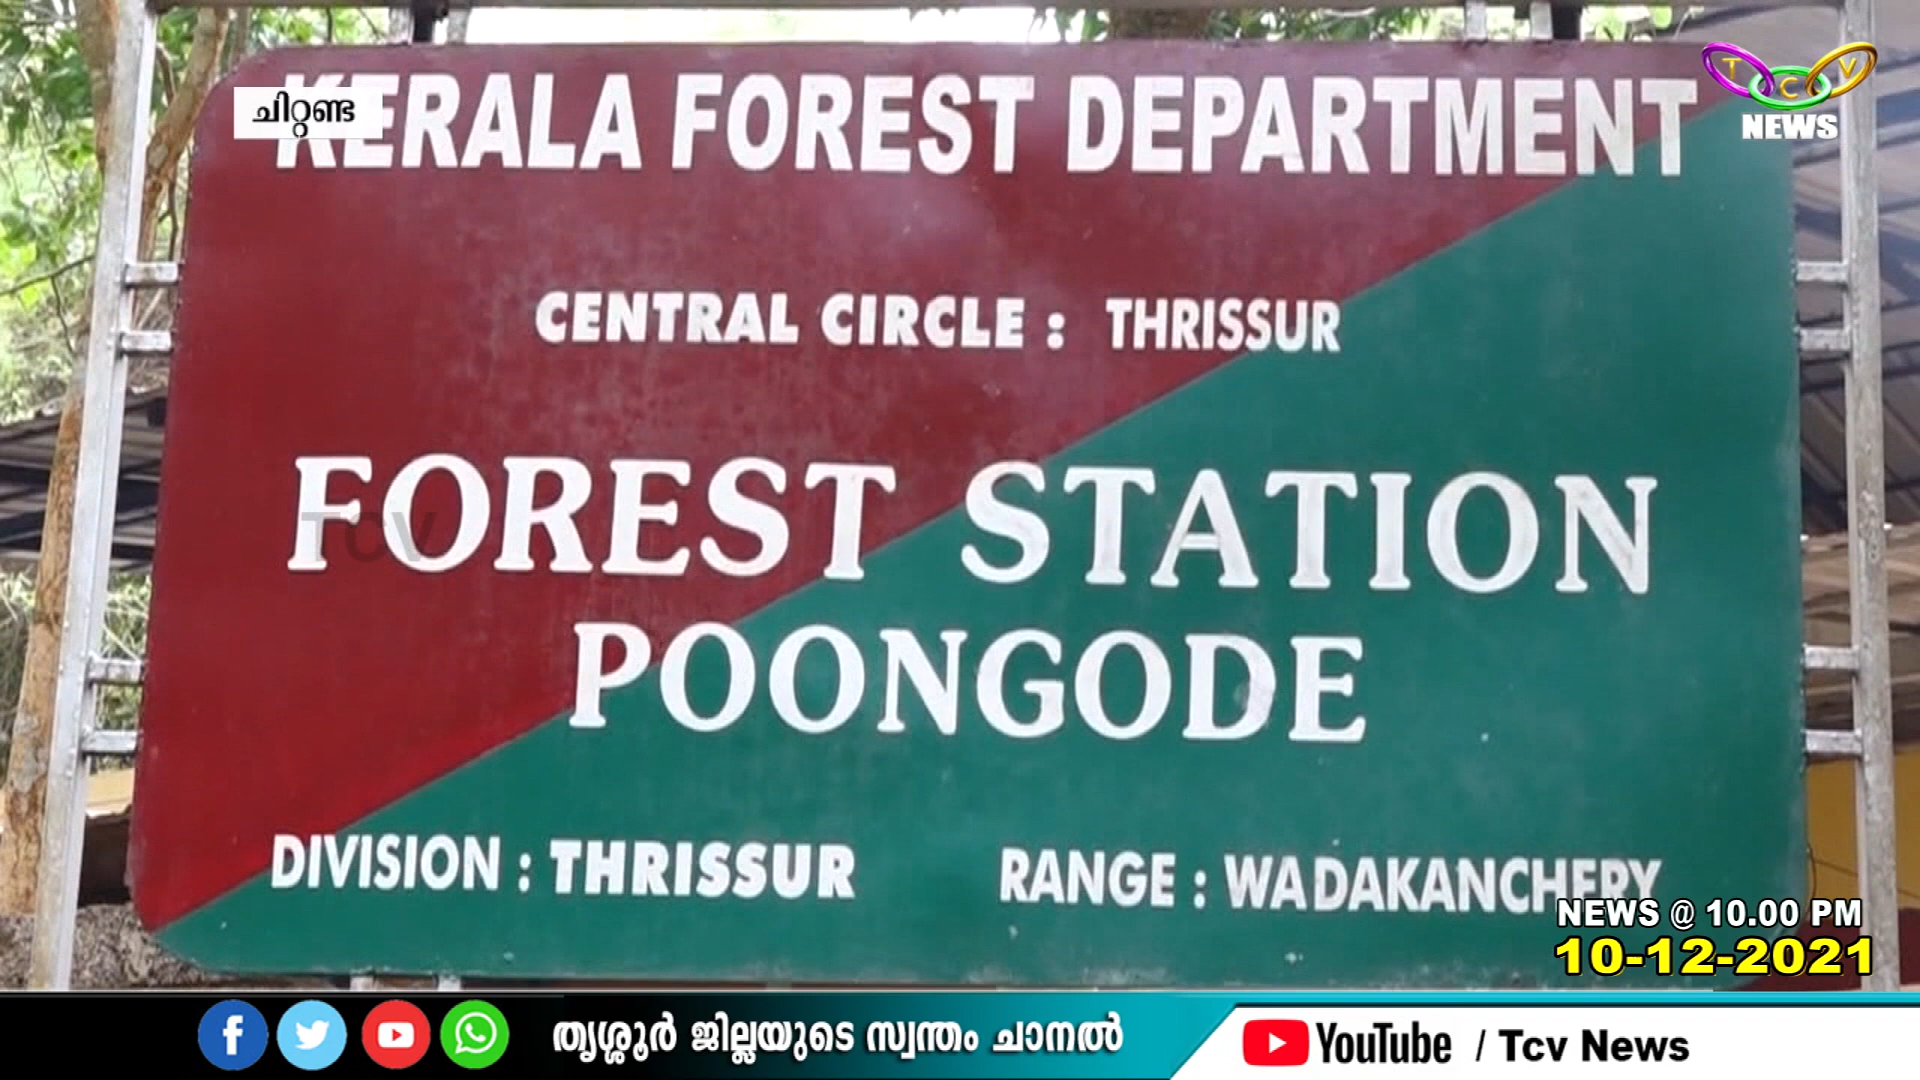 KERALA FOREST DEPARTMENT
ചിറ്റണ്ട
T C V
NEWS
CENTRAL CIRCLE : THRISSUR
FOREST STATION
TCV
POONGODE
DIVISION : THRISSUR RANGE : WADAKANCHERY
NEWS @ 10.00 PM
10-12-2021
തൃശ്ശൂർ ജില്ലയുടെ സ്വന്തം ചാനൽ
YouTube / Tcv News